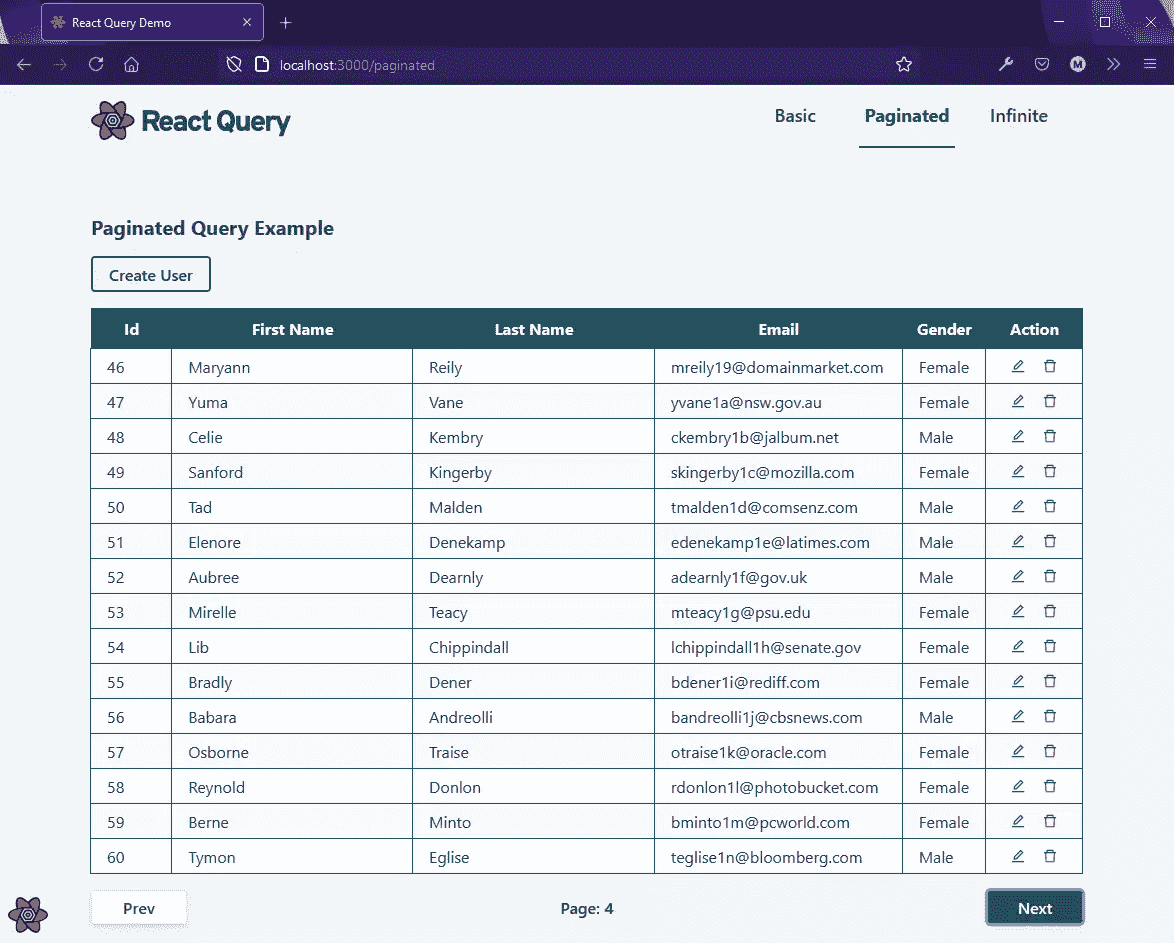 React Query Demo
localhost:3000/paginated
M
React Query
Basic Paginated Infinite
Paginated Query Example
Create User
Id First Name Last Name Email Gender Action
46 Maryann Reily mreily19@domainmarket.com Female
47 Yuma Vane yvane1a@nsw.gov.au Female
48 Celie Kembry ckembry1b@jalbum.net Male
49 Sanford Kingerby skingerby1c@mozilla.com Female
50 Tad Malden tmalden1d@comsenz.com Male
51 Elenore Denekamp edenekamp1e@latimes.com Male
52 Aubree Dearnly adearnly1f@gov.uk Male
53 Mirelle Teacy mteacy1g@psu.edu Female
54 Lib Chippindall lchippindall1h@senate.gov Female
55 Bradly Dener bdener1i@rediff.com Female
56 Babara Andreolli bandreolli1j@cbsnews.com Male
57 Osborne Traise otraise1k@oracle.com Female
58 Reynold Donlon rdonlon1l@photobucket.com Female
59 Berne Minto bminto1m@pcworld.com Female
60 Tymon Eglise teglise1n@bloomberg.com Male
Prev Page: 4 Next